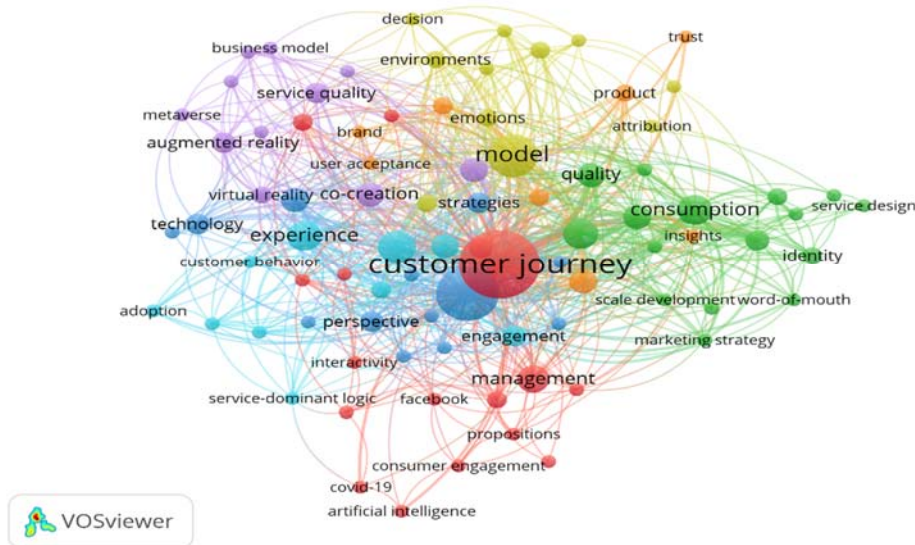 decision
trust
business model
environments
service quality
product
metaverse
emotions
attribution
brand
augmented reality
model
user acceptance
quality
virtual reality
co-creation
strategies
consumption
service design
technology
experience
insights
customer behavior
customer journey
identity
scale development
word-of-mouth
adoption
perspective
engagement
marketing strategy
interactivity
management
service-dominant logic
facebook
propositions
consumer engagement
covid-19
artificial intelligence
VOSviewer